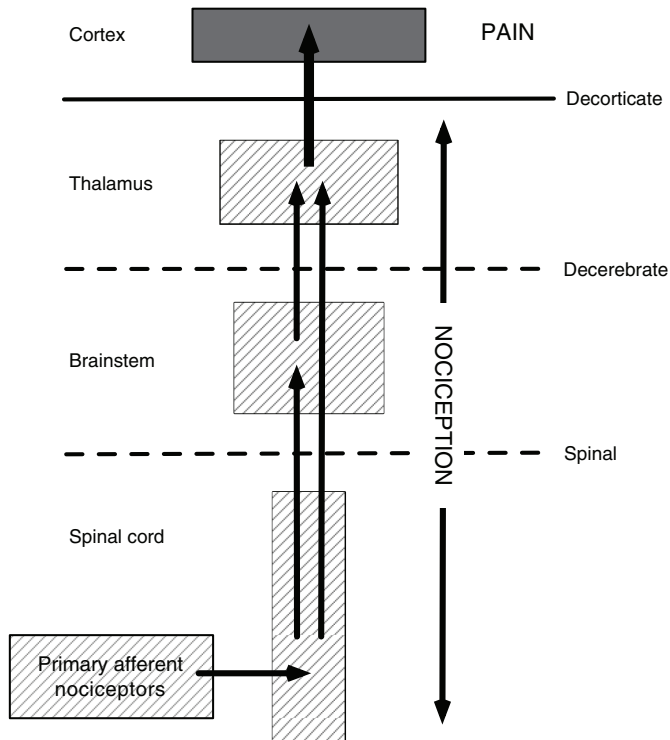 Cortex
PAIN
Decorticate
Thalamus
Decerebrate
Brainstem
NOCICEPTION
Spinal
Spinal cord
Primary afferent
nociceptors